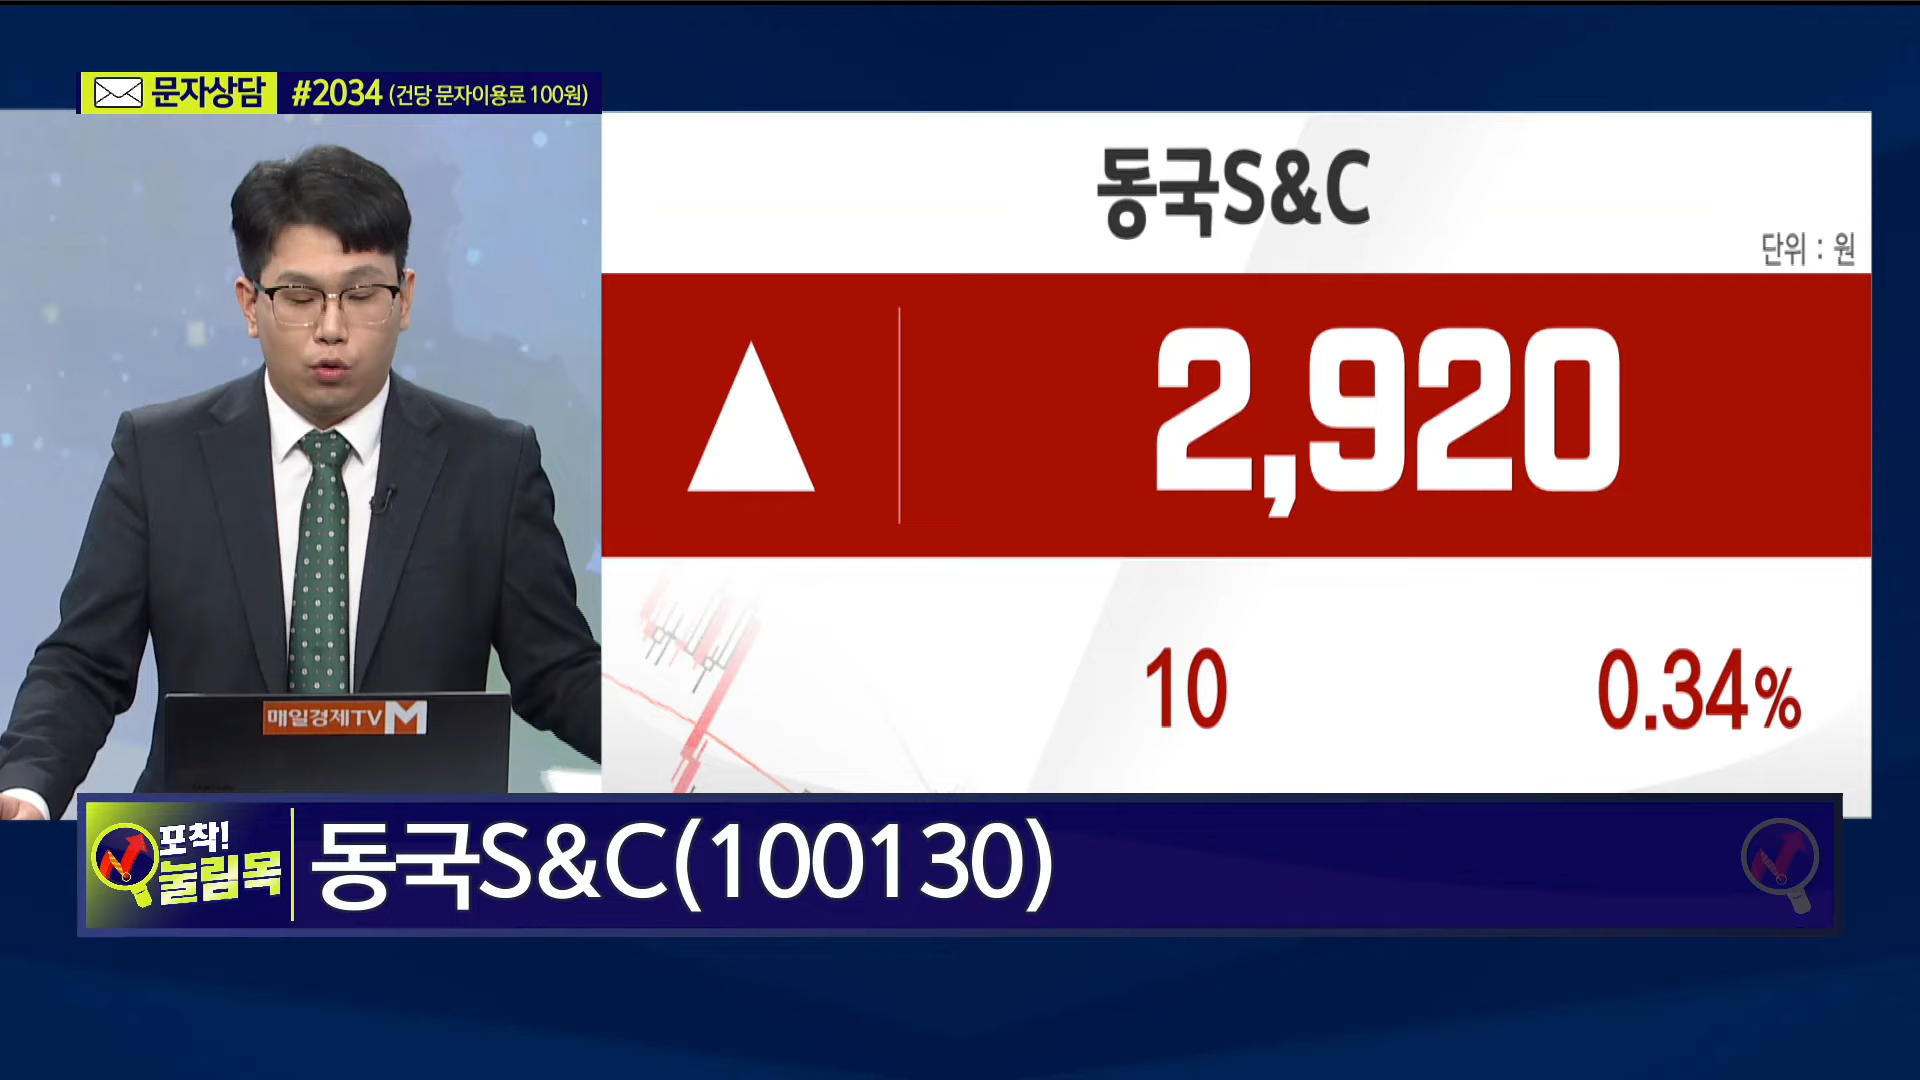 문자상담 #2034 (건당 문자이용료 100원)
동국S&C
단위 : 원
▲ 2,920
10 0.34%
매일경제TV M
포착!
눌림목
동국S&C(100130)